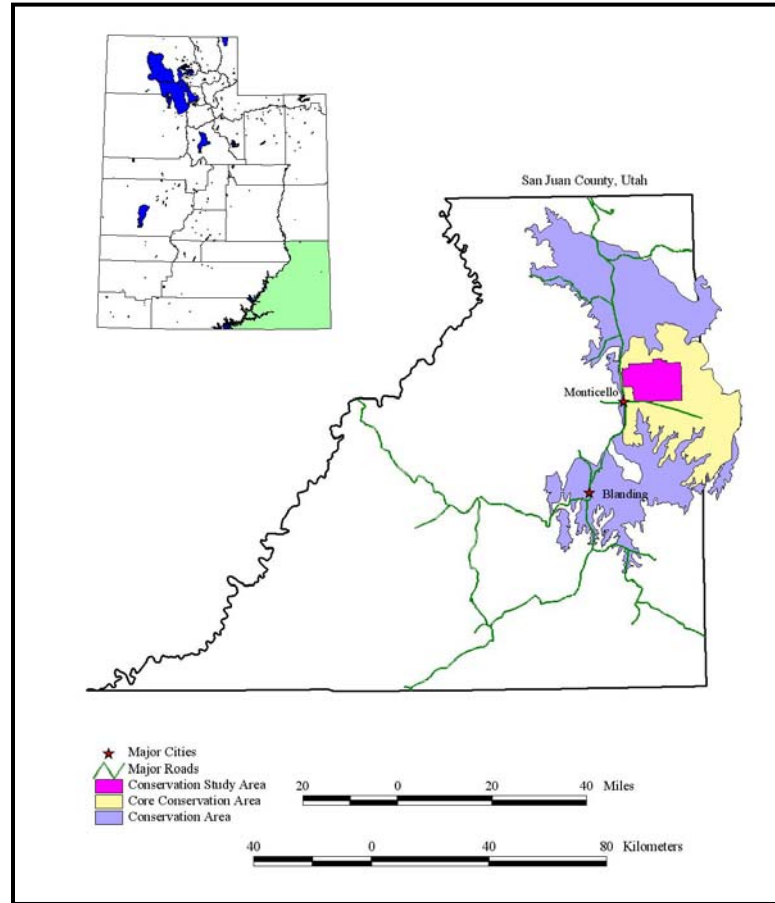 San Juan County, Utah
Monticello
Blanding
Major Cities
Major Roads
Conservation Study Area
Core Conservation Area
Conservation Area
20 0 20 40 Miles
40 0 40 80 Kilometers